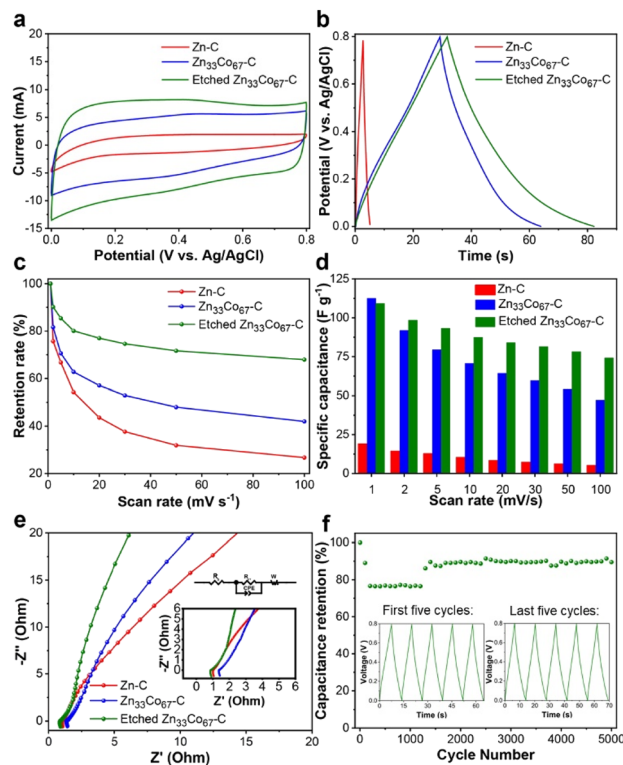 a
Zn-C
Zn33Co67-C
Etched Zn33Co67-C
Current (mA)
25
20
15
10
5
0
-5
-10
-15
0.0 0.2 0.4 0.6 0.8
Potential (V vs. Ag/AgCl)
b
Zn-C
Zn33Co67-C
Etched Zn33Co67-C
Potential (V vs. Ag/AgCl)
0.8
0.6
0.4
0.2
0.0
0 20 40 60 80
Time (s)
c
Zn-C
Zn33Co67-C
Etched Zn33Co67-C
Retention rate (%)
100
80
60
40
20
0 20 40 60 80 100
Scan rate (mV s-1)
d
Zn-C
Zn33Co67-C
Etched Zn33Co67-C
Specific capacitance (F g-1)
125
100
75
50
25
0
1 2 5 10 20 30 50 100
Scan rate (mV/s)
e
-Z'' (Ohm)
20
15
10
5
0
R
CPE
W
-Z'' (Ohm)
6
5
4
3
2
1
0
0 1 2 3 4 5 6
Z' (Ohm)
Zn-C
Zn33Co67-C
Etched Zn33Co67-C
0 5 10 15 20
Z' (Ohm)
f
Capacitance retention (%)
100
80
60
40
20
0
First five cycles:
Voltage (V)
0.8
0.6
0.4
0.2
0.0
0 10 20 30 40 50 60
Time (s)
Last five cycles:
Voltage (V)
0.8
0.6
0.4
0.2
0.0
0 10 20 30 40 50 60 70
Time (s)
0 1000 2000 3000 4000 5000
Cycle Number